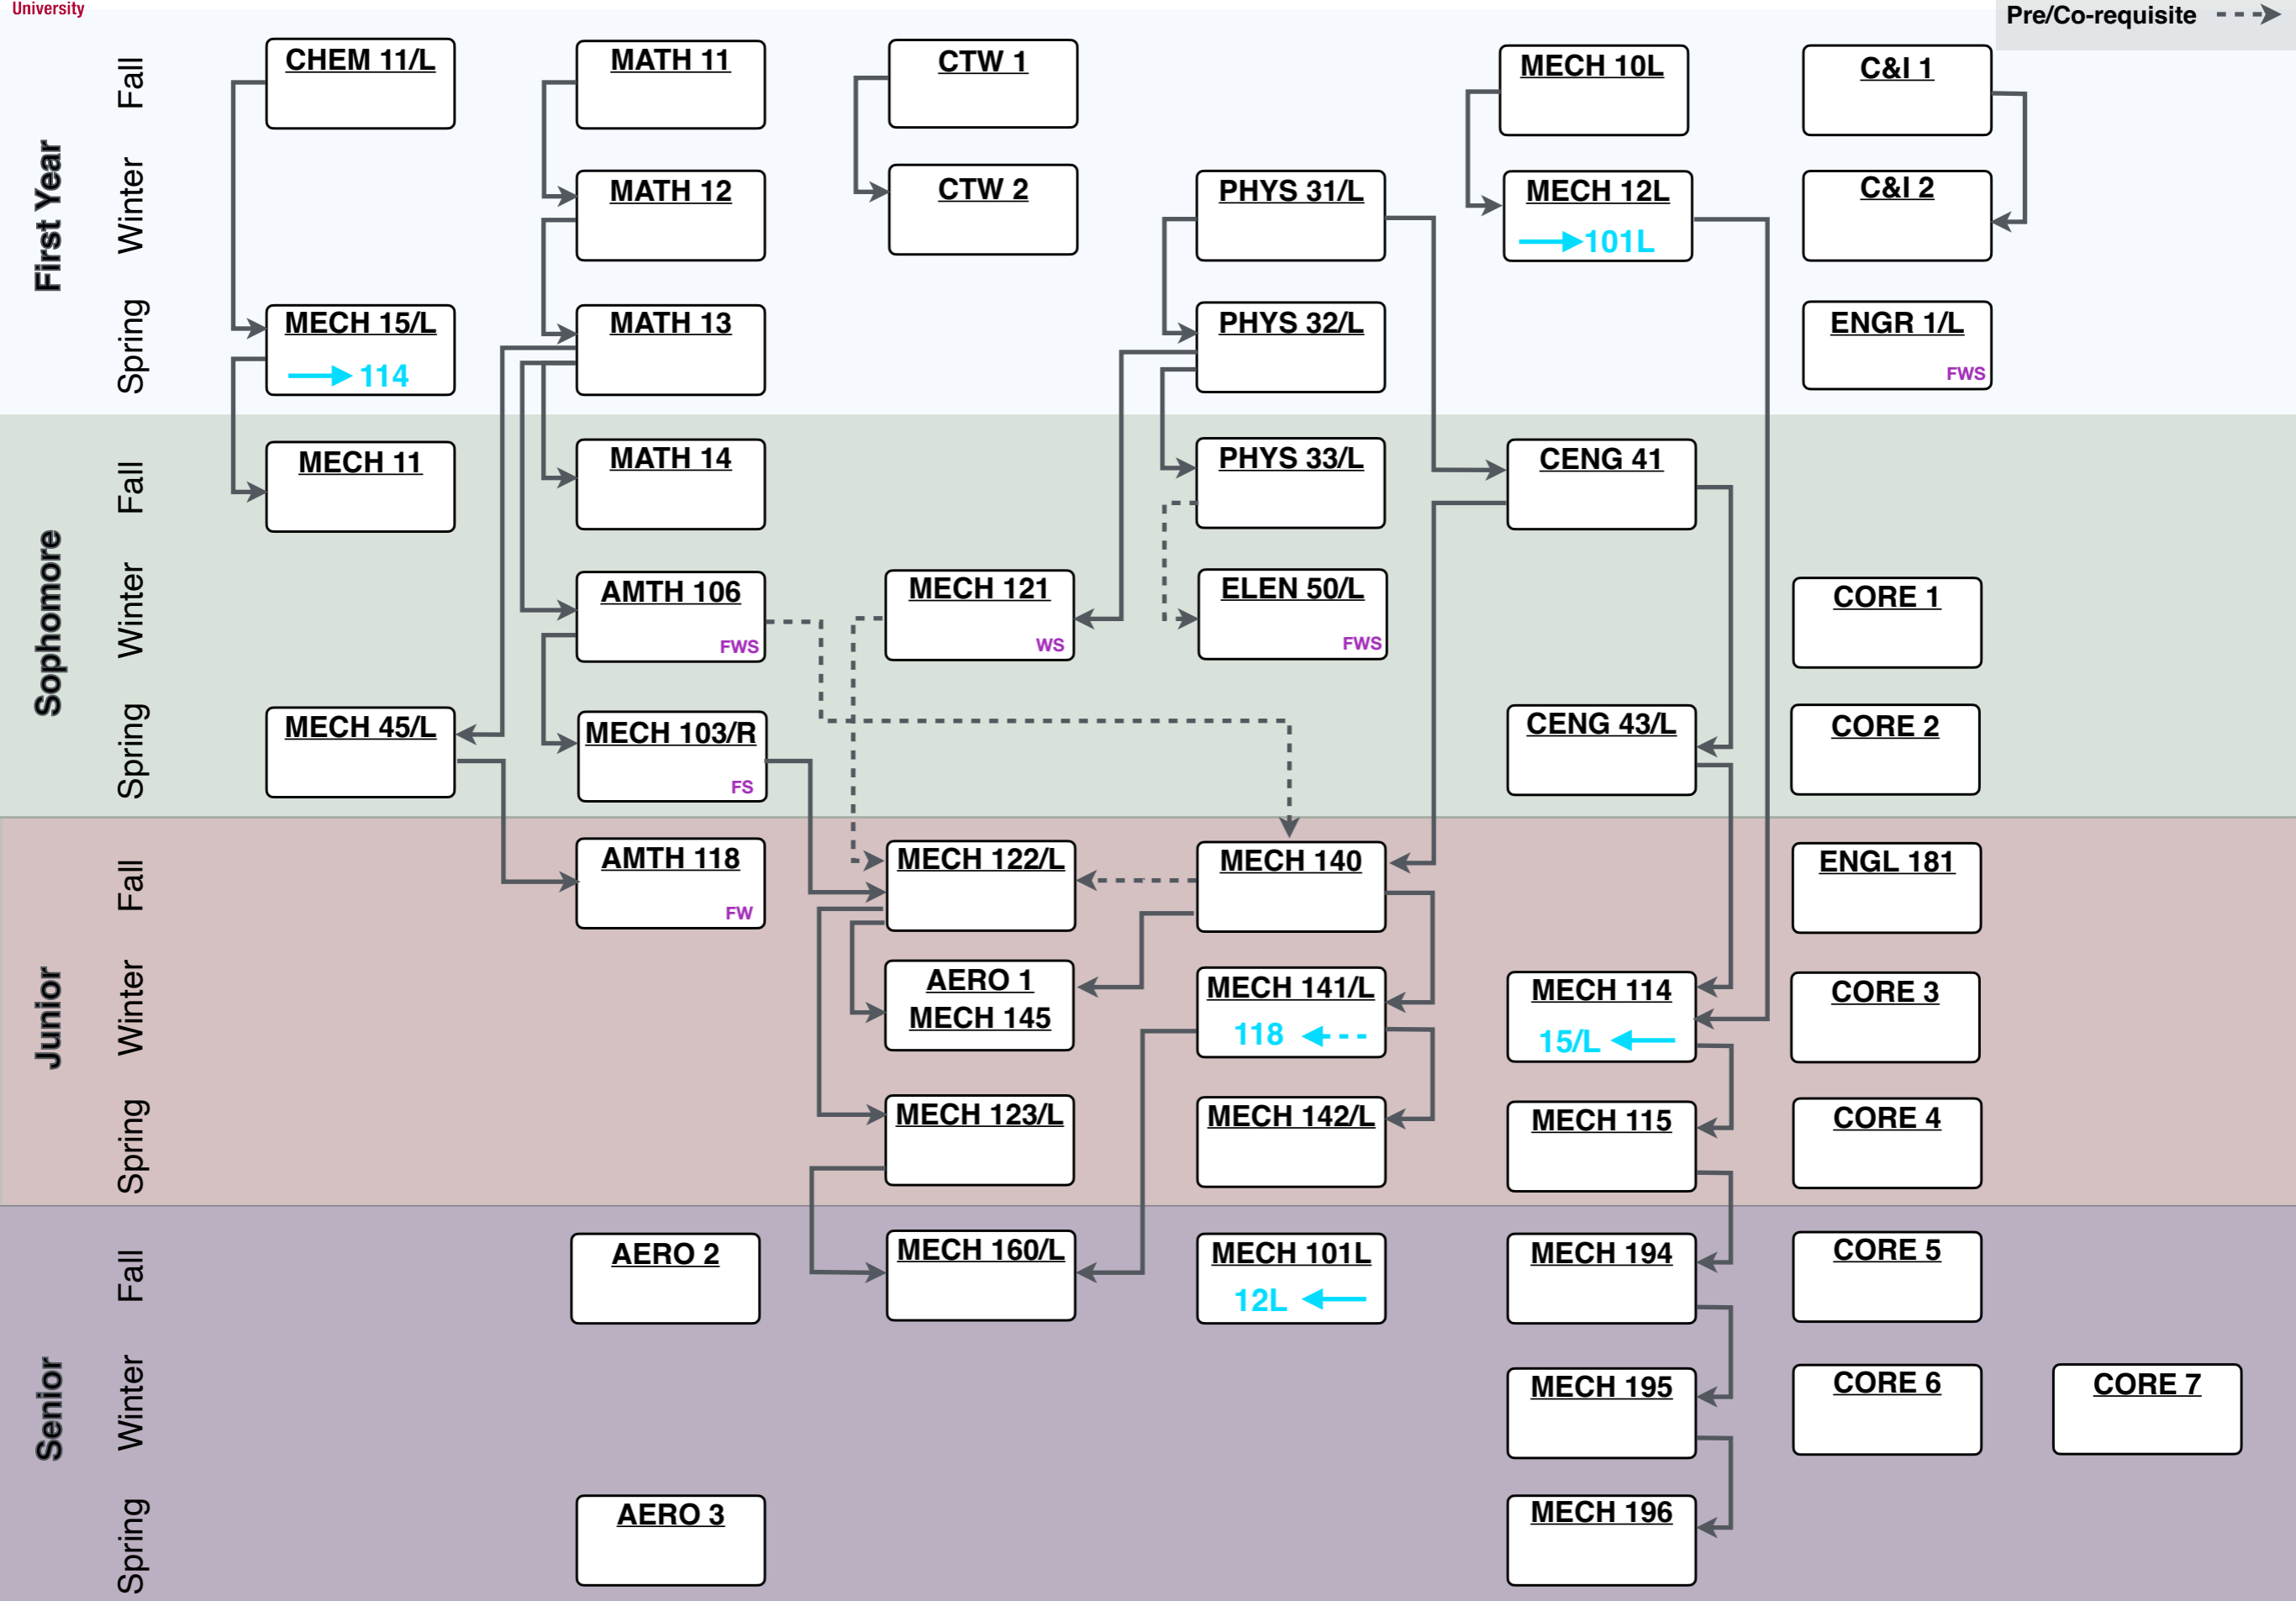 University
Pre/Co-requisite
First Year
Fall
CHEM 11/L
MATH 11
CTW 1
MECH 10L
C&I 1
Winter
MATH 12
CTW 2
PHYS 31/L
MECH 12L
101L
C&I 2
Spring
MECH 15/L
114
MATH 13
PHYS 32/L
ENGR 1/L
FWS
Sophomore
Fall
MECH 11
MATH 14
PHYS 33/L
CENG 41
Winter
AMTH 106
FWS
MECH 121
WS
ELEN 50/L
FWS
CORE 1
Spring
MECH 45/L
MECH 103/R
FS
CENG 43/L
CORE 2
Junior
Fall
AMTH 118
FW
MECH 122/L
MECH 140
ENGL 181
Winter
AERO 1
MECH 145
MECH 141/L
118
MECH 114
15/L
CORE 3
Spring
MECH 123/L
MECH 142/L
MECH 115
CORE 4
Senior
Fall
AERO 2
MECH 160/L
MECH 101L
12L
MECH 194
CORE 5
Winter
MECH 195
CORE 6
CORE 7
Spring
AERO 3
MECH 196